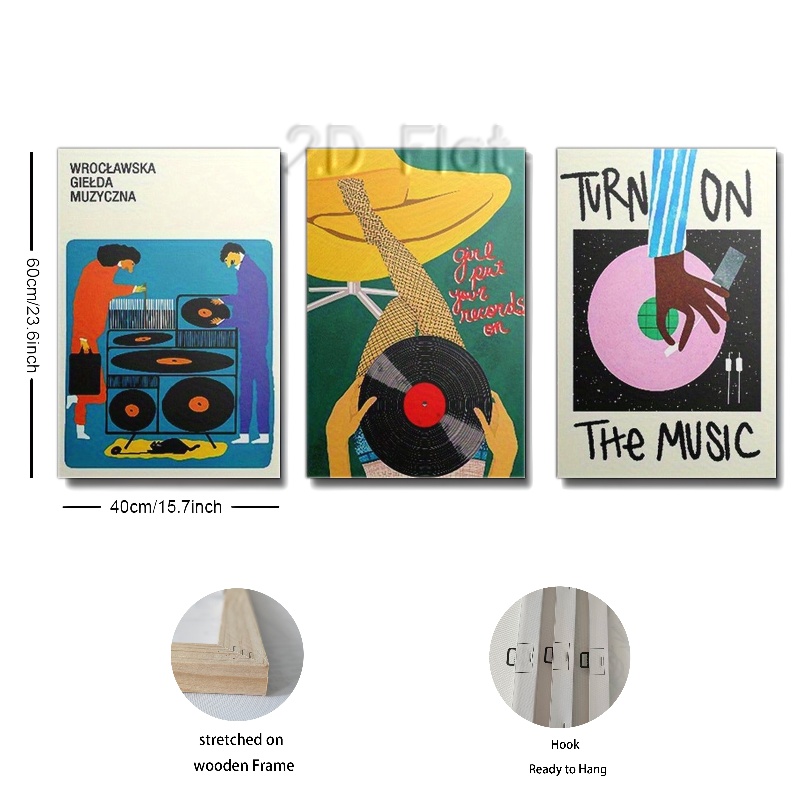 2D Flat
WROCŁAWSKA
GIEŁDA
MUZYCZNA
girl
put
your
records
on
TURN ON
THE MUSIC
60cm/23.6inch
40cm/15.7inch
stretched on
wooden Frame
Hook
Ready to Hang